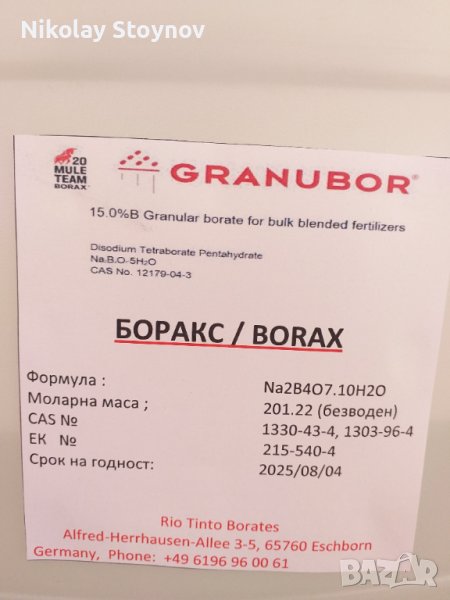 Nikolay Stoynov
20
MULE
TEAM
BORAX
GRANUBOR®
15.0%B Granular borate for bulk blended fertilizers
Disodium Tetraborate Pentahydrate
Na₂B₄O₇·5H₂O
CAS No. 12179-04-3
БОРАКС / BORAX
Формула : Na2B4O7.10H2O
Моларна маса ; 201.22 (безводен)
CAS № 1330-43-4, 1303-96-4
ЕК № 215-540-4
Срок на годност: 2025/08/04
Rio Tinto Borates
Alfred-Herrhausen-Allee 3-5, 65760 Eschborn
Germany, Phone: +49 6196 96 00 61
BAZAR